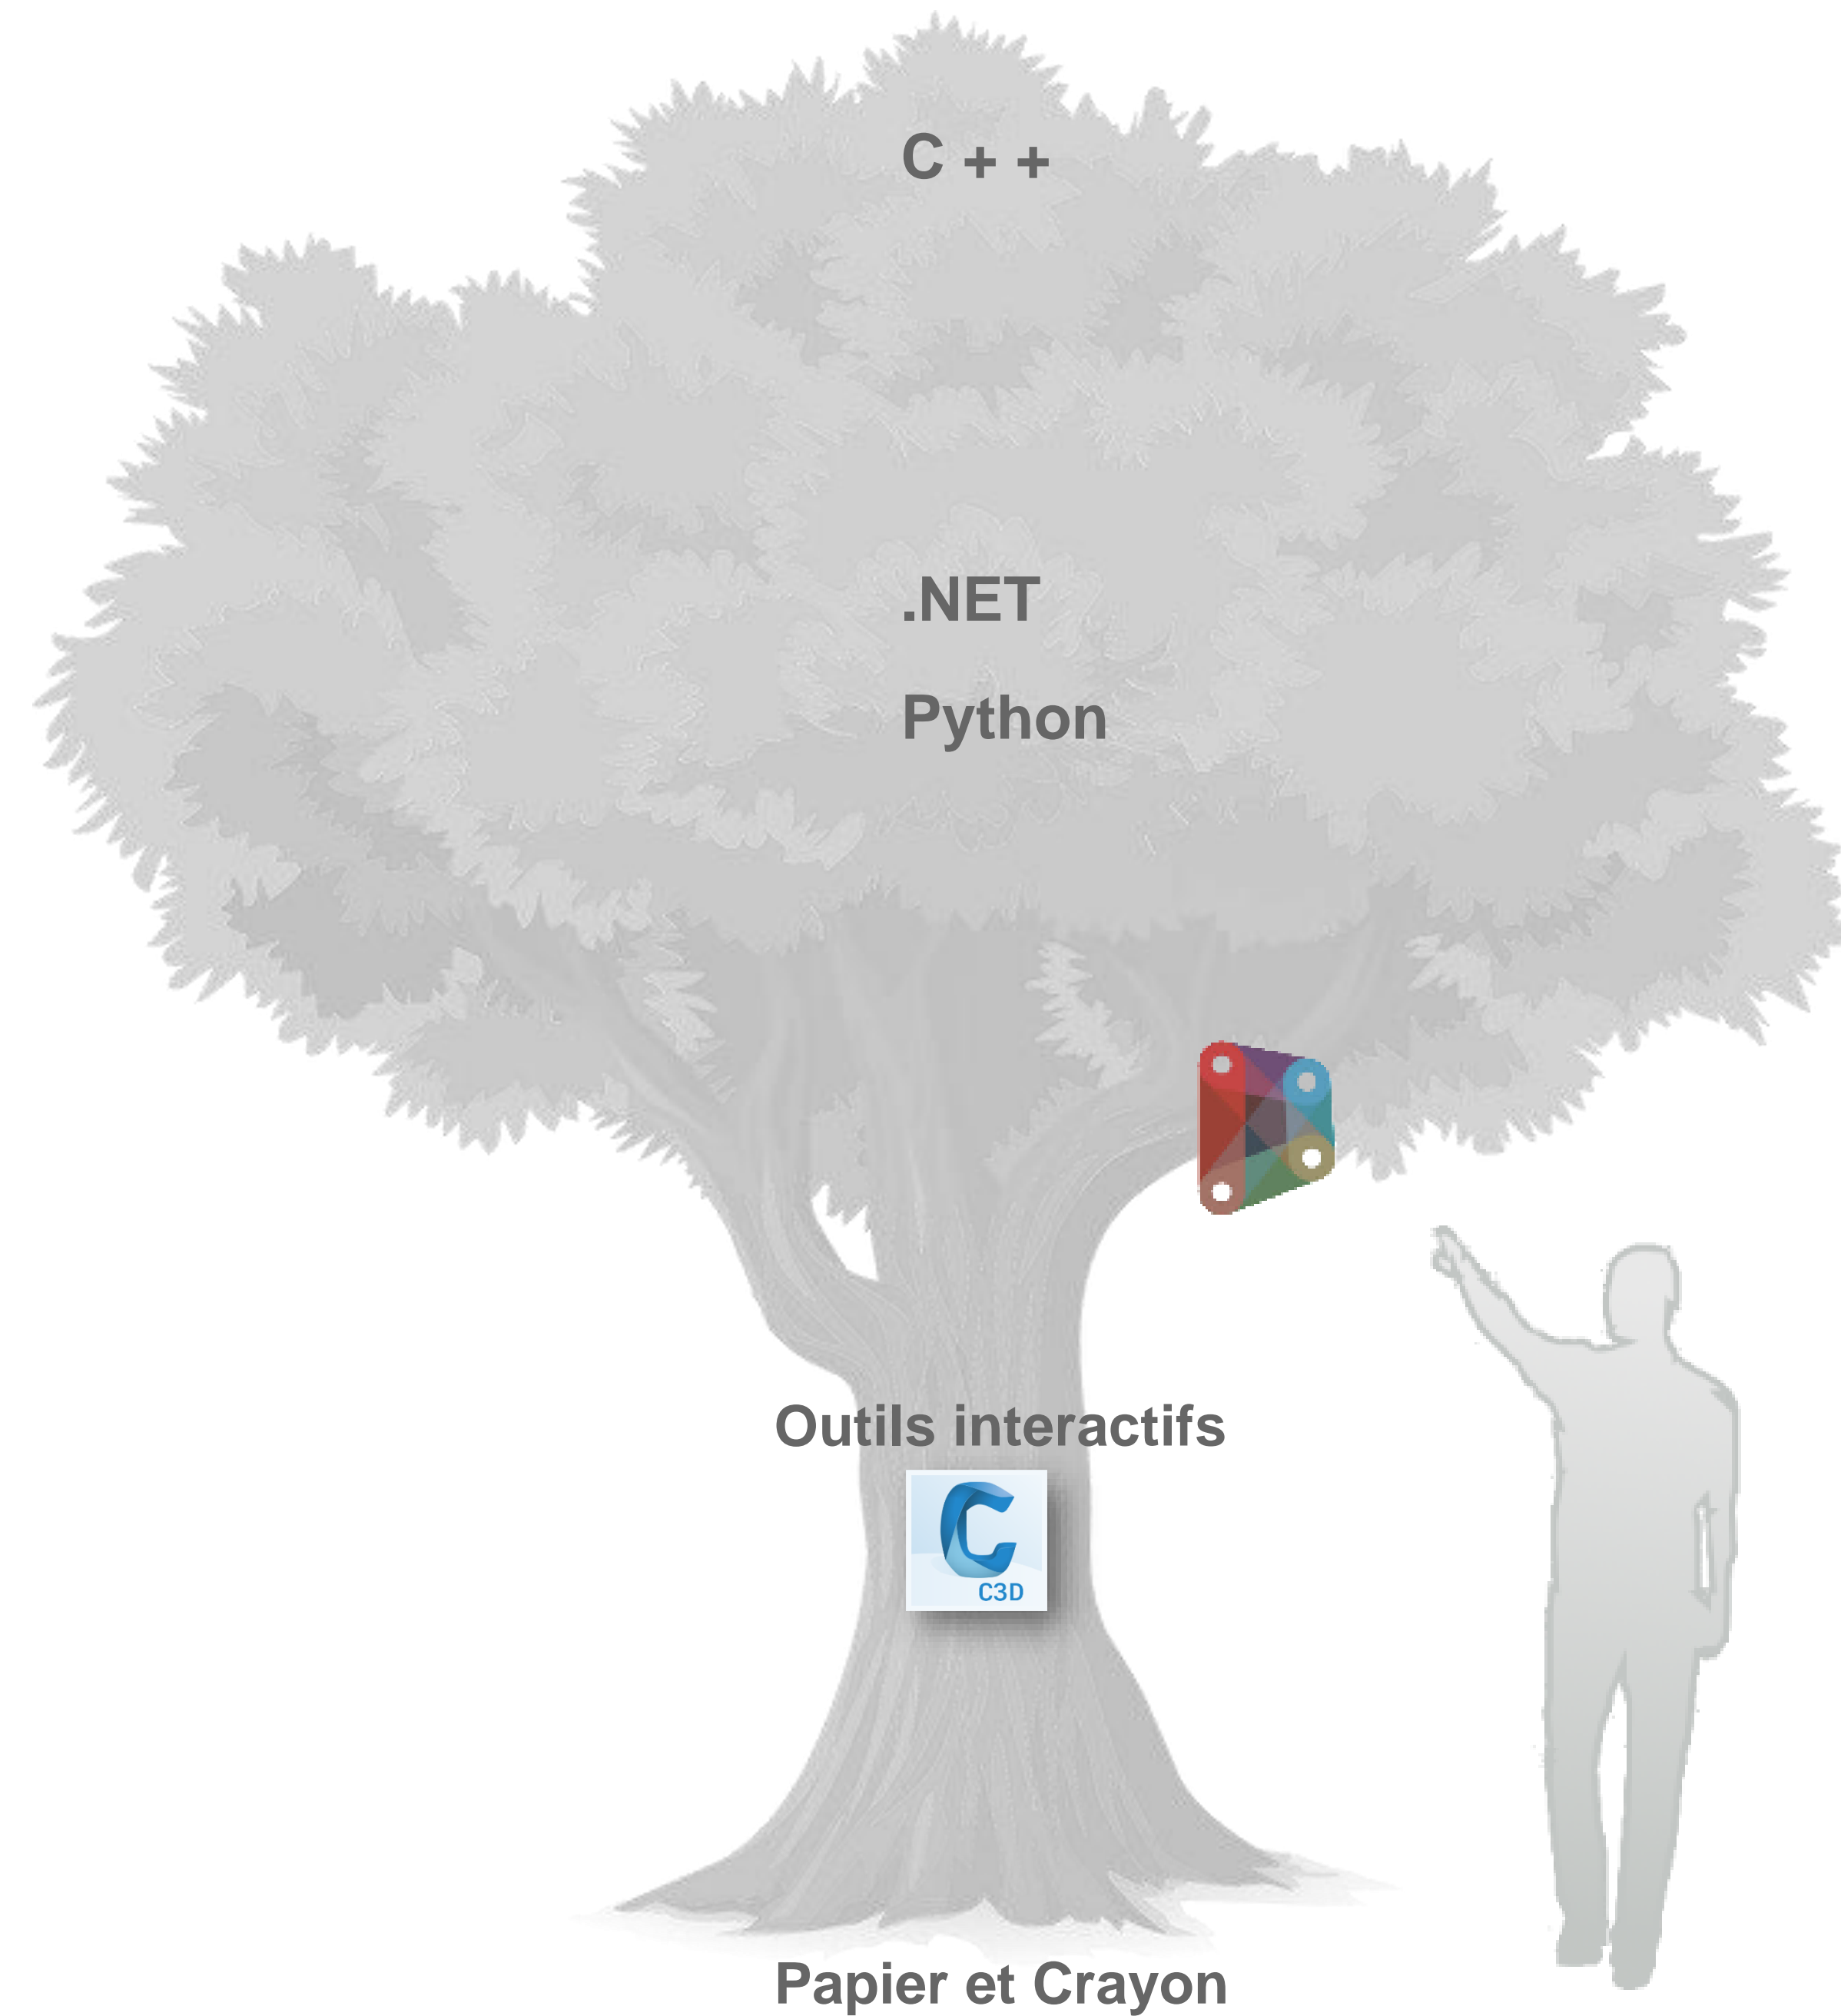 C + +
.NET
Python
Outils interactifs
C3D
Papier et Crayon